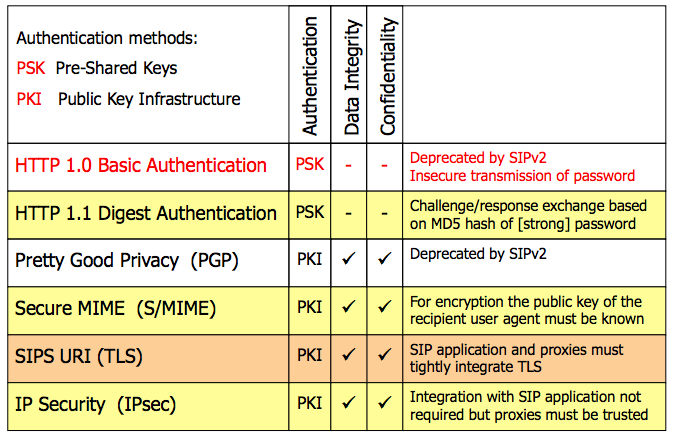 Authentication methods:
PSK Pre-Shared Keys
PKI Public Key Infrastructure
Authentication
Data Integrity
Confidentiality
HTTP 1.0 Basic Authentication PSK - - Deprecated by SIPv2
Insecure transmission of password
HTTP 1.1 Digest Authentication PSK - - Challenge/response exchange based
on MD5 hash of [strong] password
Pretty Good Privacy (PGP) PKI ✓ ✓ Deprecated by SIPv2
Secure MIME (S/MIME) PKI ✓ ✓ For encryption the public key of the
recipient user agent must be known
SIPS URI (TLS) PKI ✓ ✓ SIP application and proxies must
tightly integrate TLS
IP Security (IPsec) PKI ✓ ✓ Integration with SIP application not
required but proxies must be trusted